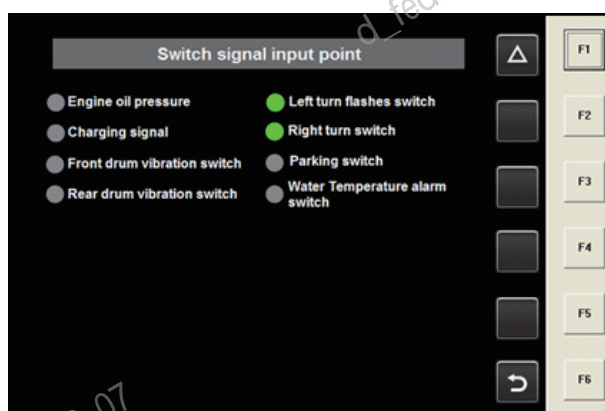 Switch signal input point
Engine oil pressure
Charging signal
Front drum vibration switch
Rear drum vibration switch
Left turn flashes switch
Right turn switch
Parking switch
Water Temperature alarm
switch
F1
F2
F3
F4
F5
F6